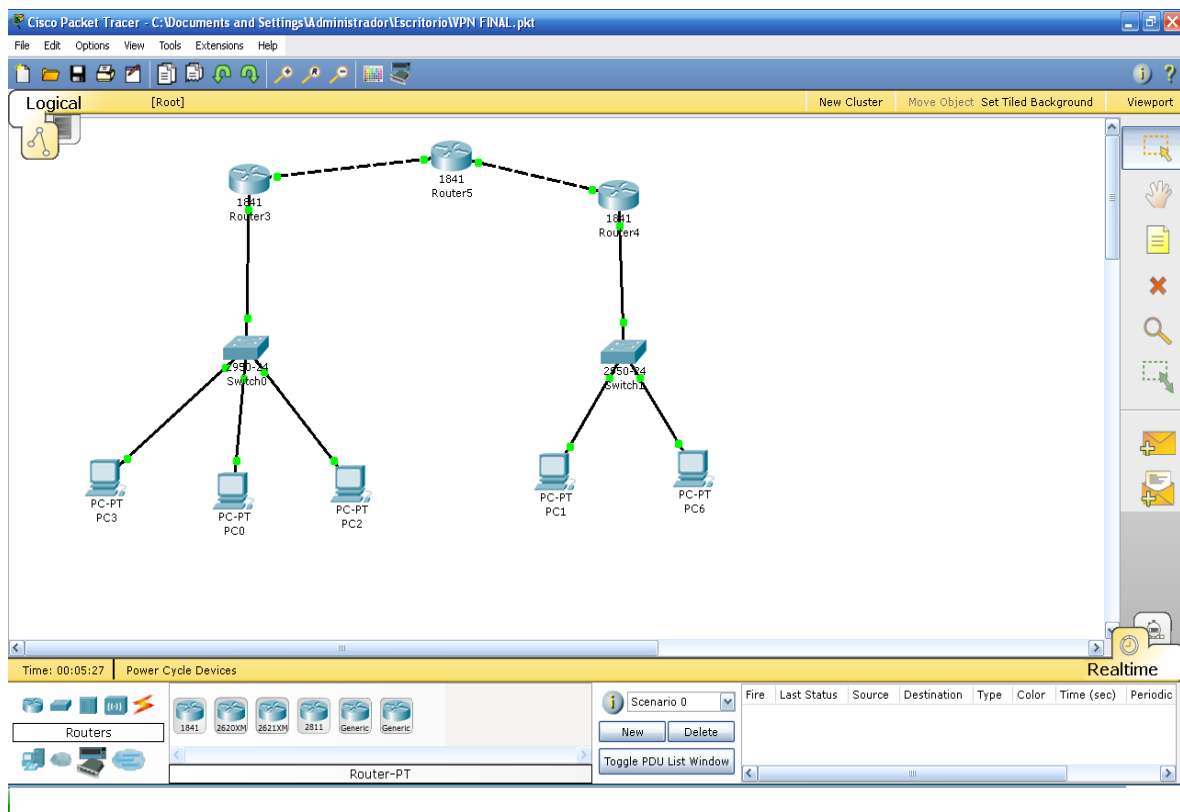 Cisco Packet Tracer - C:\Documents and Settings\Administrador\Escritorio\VPN FINAL.pkt
File Edit Options View Tools Extensions Help
Logical [Root] New Cluster Move Object Set Tiled Background Viewport
1841
Router5
1841
Router3
1841
Router4
2950-24
Switch0
2950-24
Switch1
PC-PT
PC3
PC-PT
PC0
PC-PT
PC2
PC-PT
PC1
PC-PT
PC6
Time: 00:05:27 Power Cycle Devices Realtime
Routers
1841 2620XM 2621XM 2811 Generic Generic
Router-PT
Scenario 0
New Delete
Toggle PDU List Window
Fire Last Status Source Destination Type Color Time (sec) Periodic